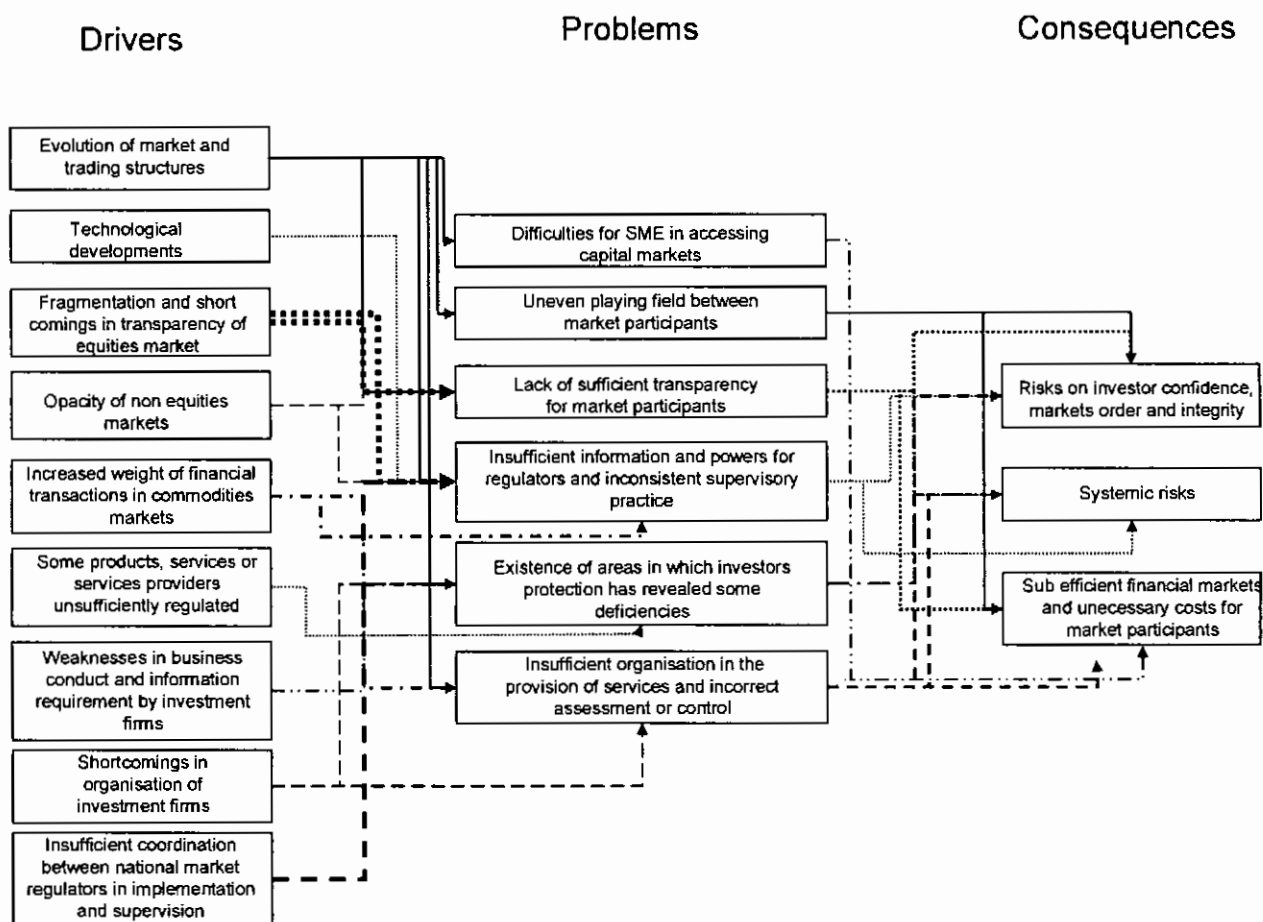 Drivers
Problems
Consequences
Evolution of market and
trading structures
Technological
developments
Fragmentation and short
comings in transparency of
equities market
Opacity of non equities
markets
Increased weight of financial
transactions in commodities
markets
Some products, services or
services providers
unsufficiently regulated
Weaknesses in business
conduct and information
requirement by investment
firms
Shortcomings in
organisation of
investment firms
Insufficient coordination
between national market
regulators in implementation
and supervision
Difficulties for SME in accessing
capital markets
Uneven playing field between
market participants
Lack of sufficient transparency
for market participants
Insufficient information and powers for
regulators and inconsistent supervisory
practice
Existence of areas in which investors
protection has revealed some
deficiencies
Insufficient organisation in the
provision of services and incorrect
assessment or control
Risks on investor confidence,
markets order and integrity
Systemic risks
Sub efficient financial markets
and unecessary costs for
market participants